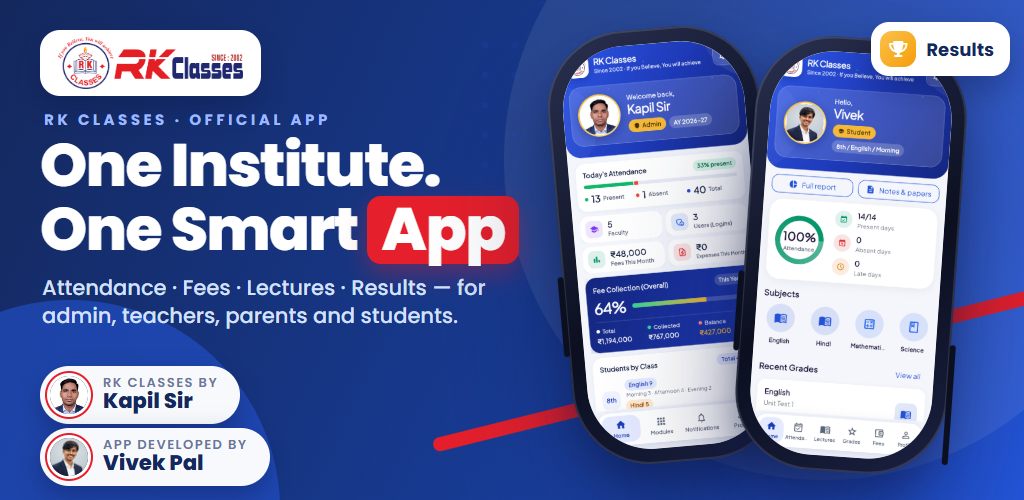 If you Believe, You will achieve
RK
CLASSES
RK Classes
SINCE : 2002
RK CLASSES · OFFICIAL APP
One Institute.
One Smart App
Attendance · Fees · Lectures · Results — for
admin, teachers, parents and students.
RK CLASSES BY
Kapil Sir
APP DEVELOPED BY
Vivek Pal
RK Classes
Since 2002 · If you Believe, You will achieve
Welcome back,
Kapil Sir
Admin
AY 2026-27
Today's Attendance
33% present
13 Present
1 Absent
40 Total
5
Faculty
3
Users (Logins)
₹48,000
Fees This Month
₹0
Expenses This Month
Fee Collection (Overall)
This Yea
64%
Total
₹1,194,000
Collected
₹767,000
Balance
₹427,000
Students by Class
Total
8th
English 9
Morning 3 · Afternoon 4 · Evening 2
Hindi 5
Home
Modules
Notifications
RK Classes
Since 2002 · If you Believe, You will achieve
Hello,
Vivek
Student
8th / English / Morning
Full report
Notes & papers
100%
Attendance
14/14
Present days
0
Absent days
0
Late days
Subjects
English
Hindi
Mathemati...
Science
Recent Grades
View all
English
Unit Test 1
Home
Attenda...
Lectures
Grades
Fees
Results